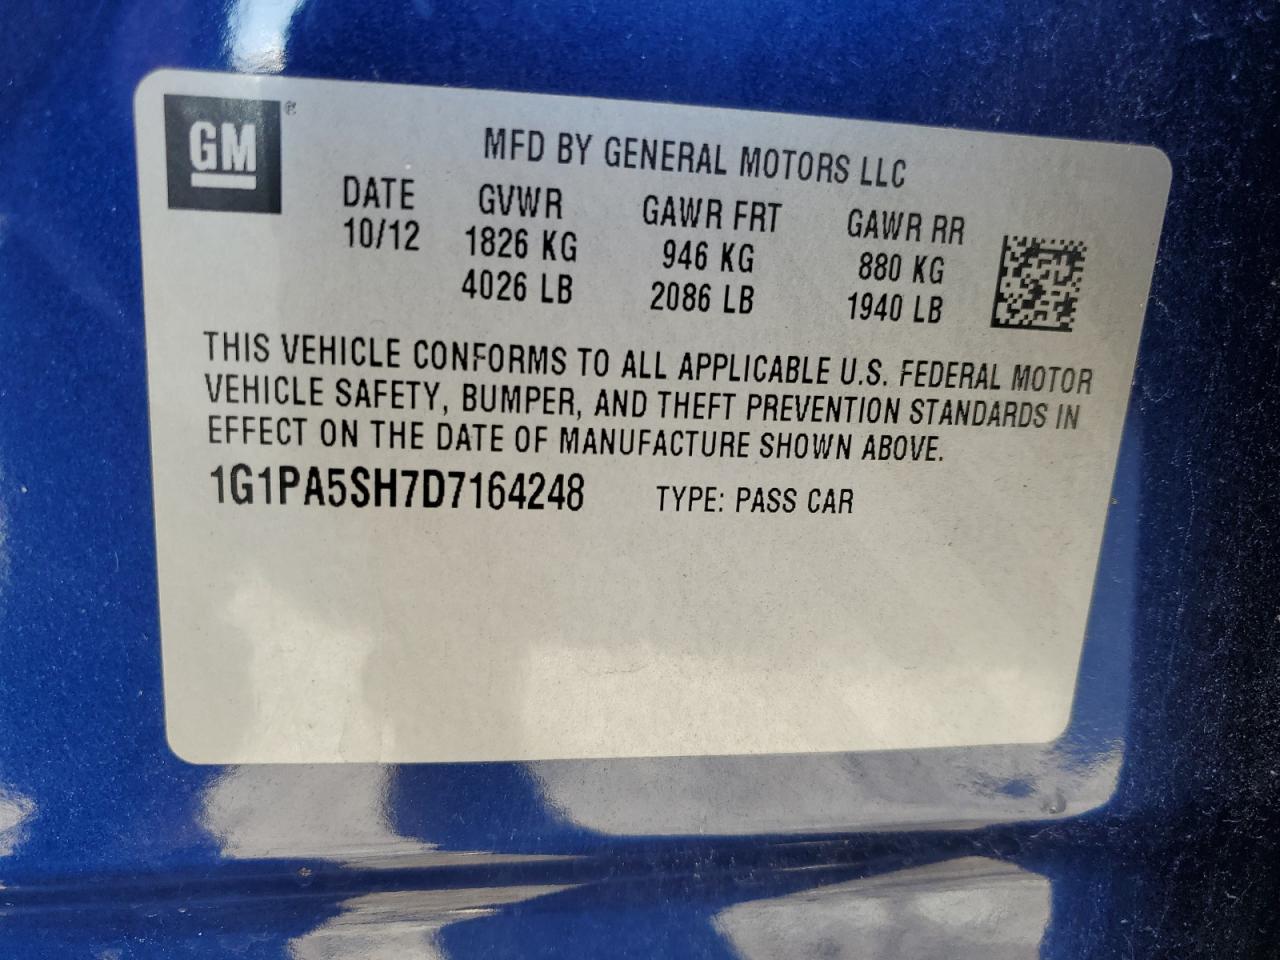 GM®
MFD BY GENERAL MOTORS LLC
DATE GVWR GAWR FRT GAWR RR
10/12 1826 KG 946 KG 880 KG
4026 LB 2086 LB 1940 LB
THIS VEHICLE CONFORMS TO ALL APPLICABLE U.S. FEDERAL MOTOR
VEHICLE SAFETY, BUMPER, AND THEFT PREVENTION STANDARDS IN
EFFECT ON THE DATE OF MANUFACTURE SHOWN ABOVE.
1G1PA5SH7D7164248 TYPE: PASS CAR